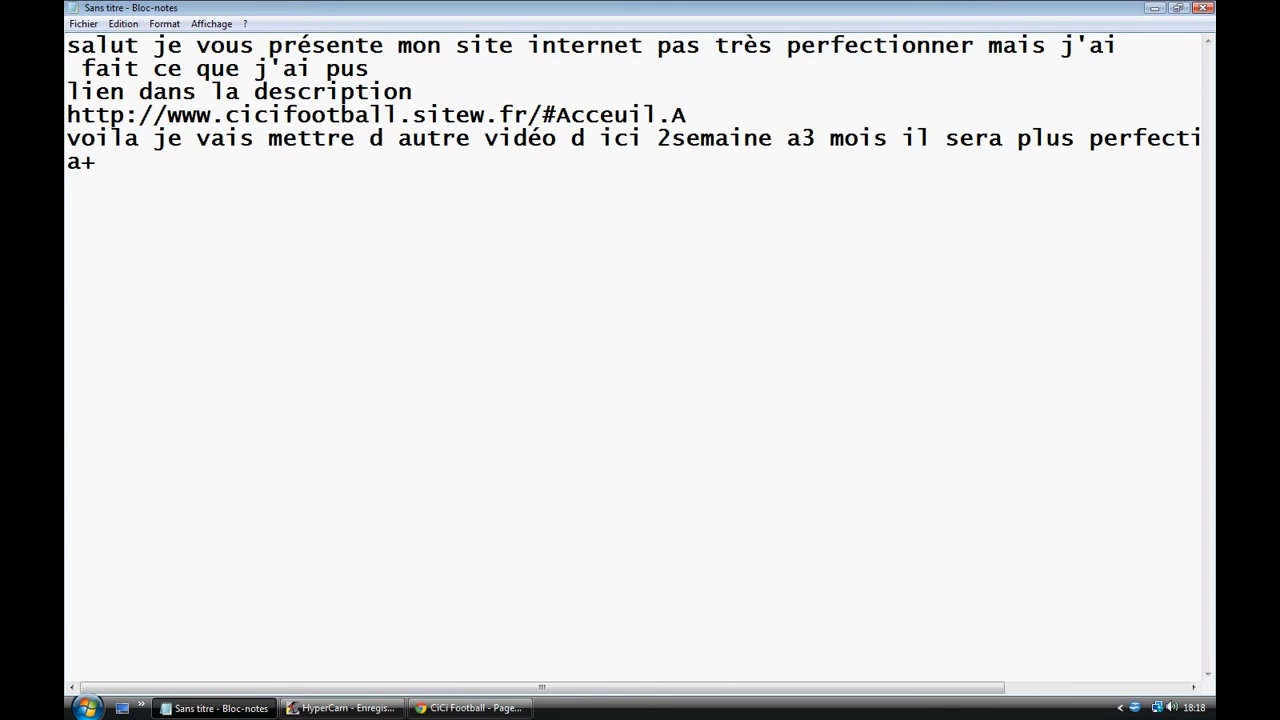 Sans titre - Bloc-notes
Fichier Edition Format Affichage ?
salut je vous présente mon site internet pas très perfectionner mais j'ai
fait ce que j'ai pus
lien dans la description
http://www.cicifootball.sitew.fr/#Acceuil.A
voila je vais mettre d autre vidéo d ici 2semaine a3 mois il sera plus perfecti
a+
Sans titre - Bloc-notes HyperCam - Enregis... CiCi Football - Page... 18:18